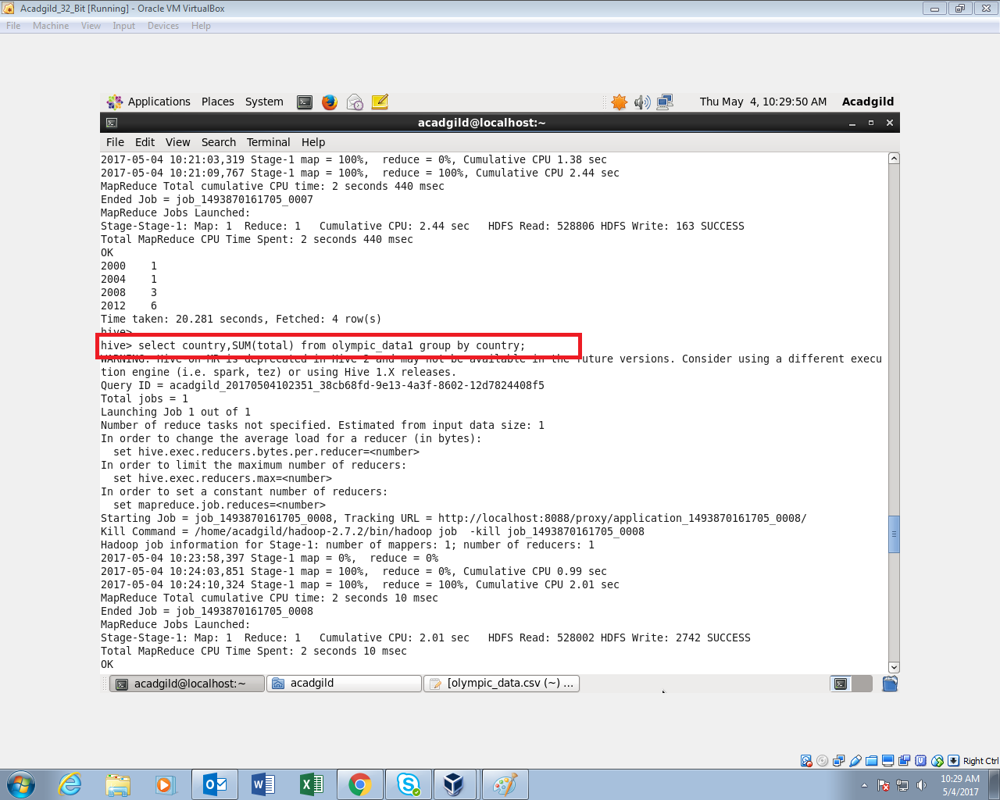 Acadgild_32_Bit [Running] - Oracle VM VirtualBox
File Machine View Input Devices Help
Applications Places System Thu May 4, 10:29:50 AM Acadgild
acadgild@localhost:~
File Edit View Search Terminal Help
2017-05-04 10:21:03,319 Stage-1 map = 100%, reduce = 0%, Cumulative CPU 1.38 sec
2017-05-04 10:21:09,767 Stage-1 map = 100%, reduce = 100%, Cumulative CPU 2.44 sec
MapReduce Total cumulative CPU time: 2 seconds 440 msec
Ended Job = job_1493870161705_0007
MapReduce Jobs Launched:
Stage-Stage-1: Map: 1 Reduce: 1 Cumulative CPU: 2.44 sec HDFS Read: 528806 HDFS Write: 163 SUCCESS
Total MapReduce CPU Time Spent: 2 seconds 440 msec
OK
2000 1
2004 1
2008 3
2012 6
Time taken: 20.281 seconds, Fetched: 4 row(s)
hive>
hive> select country,SUM(total) from olympic_data1 group by country;
WARNING: Hive-on-MR is deprecated in Hive 2 and may not be available in the future versions. Consider using a different execu
tion engine (i.e. spark, tez) or using Hive 1.X releases.
Query ID = acadgild_20170504102351_38cb68fd-9e13-4a3f-8602-12d7824408f5
Total jobs = 1
Launching Job 1 out of 1
Number of reduce tasks not specified. Estimated from input data size: 1
In order to change the average load for a reducer (in bytes):
set hive.exec.reducers.bytes.per.reducer=<number>
In order to limit the maximum number of reducers:
set hive.exec.reducers.max=<number>
In order to set a constant number of reducers:
set mapreduce.job.reduces=<number>
Starting Job = job_1493870161705_0008, Tracking URL = http://localhost:8088/proxy/application_1493870161705_0008/
Kill Command = /home/acadgild/hadoop-2.7.2/bin/hadoop job -kill job_1493870161705_0008
Hadoop job information for Stage-1: number of mappers: 1; number of reducers: 1
2017-05-04 10:23:58,397 Stage-1 map = 0%, reduce = 0%
2017-05-04 10:24:03,851 Stage-1 map = 100%, reduce = 0%, Cumulative CPU 0.99 sec
2017-05-04 10:24:10,324 Stage-1 map = 100%, reduce = 100%, Cumulative CPU 2.01 sec
MapReduce Total cumulative CPU time: 2 seconds 10 msec
Ended Job = job_1493870161705_0008
MapReduce Jobs Launched:
Stage-Stage-1: Map: 1 Reduce: 1 Cumulative CPU: 2.01 sec HDFS Read: 528002 HDFS Write: 2742 SUCCESS
Total MapReduce CPU Time Spent: 2 seconds 10 msec
OK
acadgild@localhost:~ acadgild [olympic_data.csv (~) ...
Right Ctrl
10:29 AM
5/4/2017